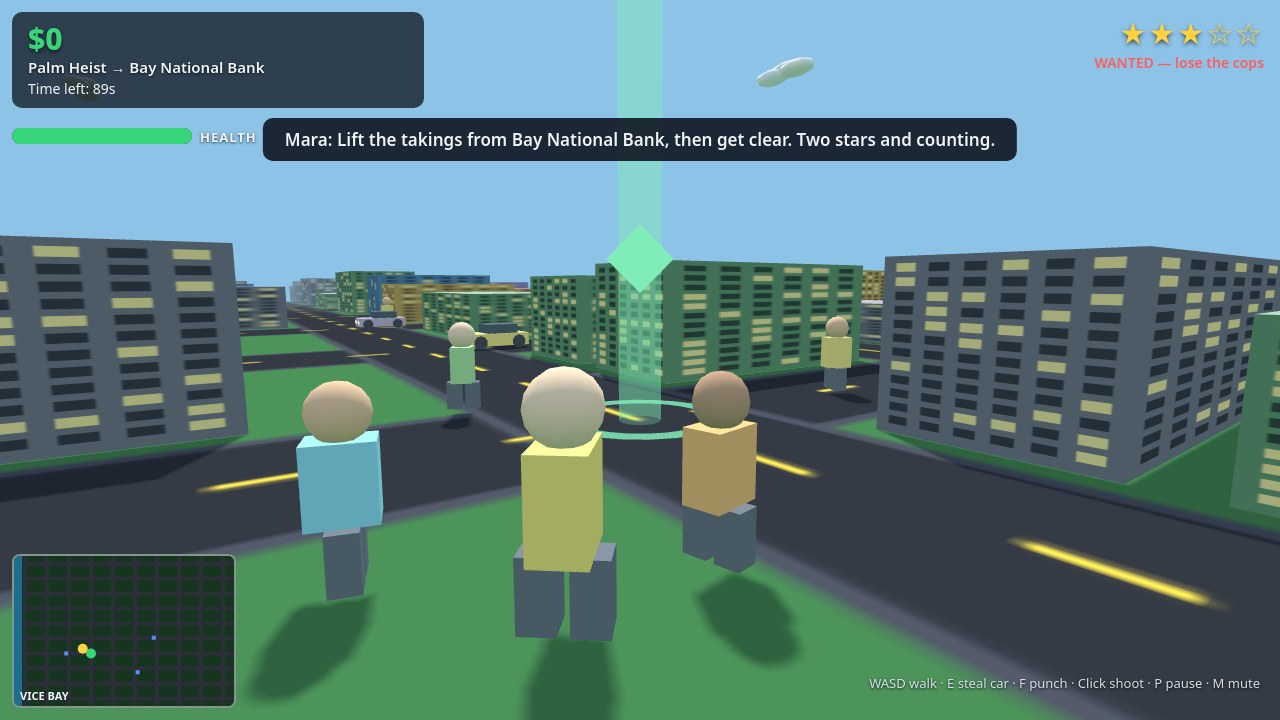 $0
Palm Heist → Bay National Bank
Time left: 89s
★★★☆☆
WANTED — lose the cops
HEALTH
Mara: Lift the takings from Bay National Bank, then get clear. Two stars and counting.
VICE BAY
WASD walk · E steal car · F punch · Click shoot · P pause · M mute